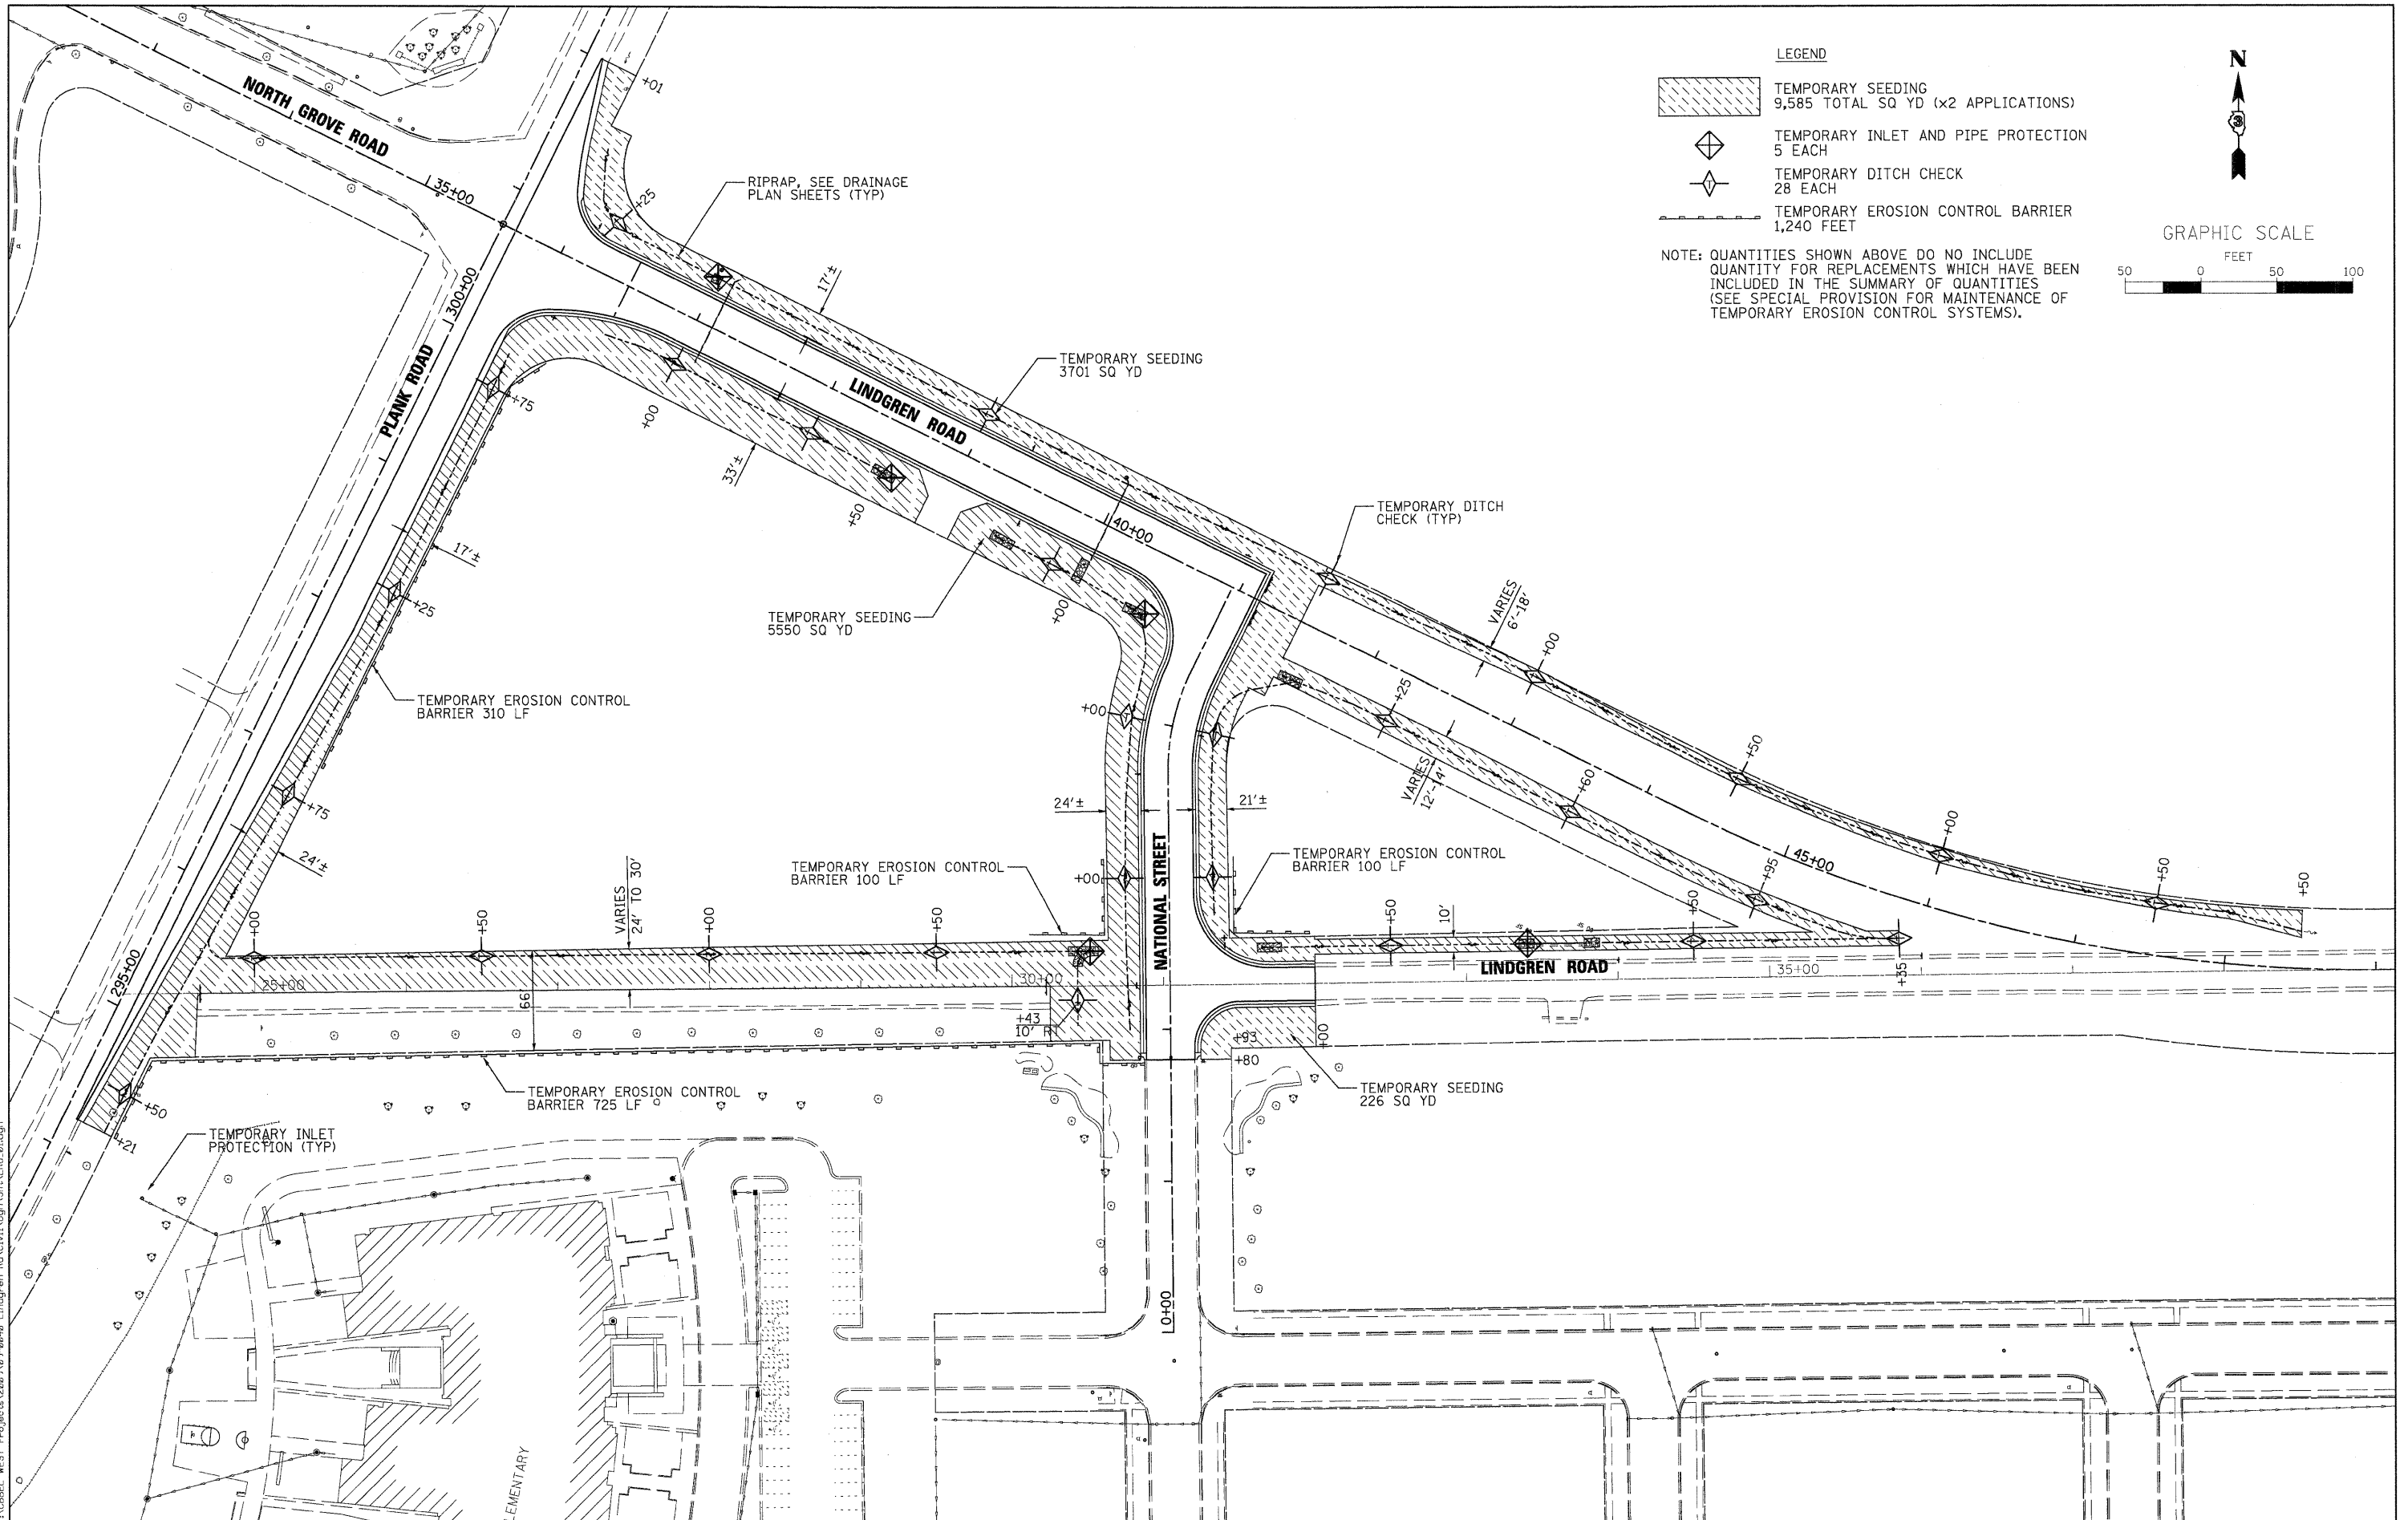 LEGEND
TEMPORARY SEEDING
9,585 TOTAL SQ YD (x2 APPLICATIONS)
TEMPORARY INLET AND PIPE PROTECTION
5 EACH
TEMPORARY DITCH CHECK
28 EACH
TEMPORARY EROSION CONTROL BARRIER
1,240 FEET
NOTE: QUANTITIES SHOWN ABOVE DO NO INCLUDE
QUANTITY FOR REPLACEMENTS WHICH HAVE BEEN
INCLUDED IN THE SUMMARY OF QUANTITIES
(SEE SPECIAL PROVISION FOR MAINTENANCE OF
TEMPORARY EROSION CONTROL SYSTEMS).
N
3
GRAPHIC SCALE
FEET
50 0 50 100
NORTH GROVE ROAD
35+00
+01
+25
RIPRAP, SEE DRAINAGE
PLAN SHEETS (TYP)
17'±
300+00
PLANK ROAD
+75
+00
33'±
LINDGREN ROAD
TEMPORARY SEEDING
3701 SQ YD
+50
40+00
TEMPORARY DITCH
CHECK (TYP)
17'±
+25
TEMPORARY SEEDING
5550 SQ YD
+00
VARIES
6'-18'
+00
TEMPORARY EROSION CONTROL
BARRIER 310 LF
+00
+25
+50
+75
24'±
24'±
21'±
VARIES
12'-14'
+60
+00
45+00
NATIONAL STREET
TEMPORARY EROSION CONTROL
BARRIER 100 LF
TEMPORARY EROSION CONTROL
BARRIER 100 LF
+95
+50
+50
+00
+50
VARIES
24' TO 30'
+00
+50
+00
+50
10'
+50
LINDGREN ROAD
295+00
25+00
66'
30+00
35+00
+35
+43
10' R
+93
+80
+00
+50
+21
TEMPORARY EROSION CONTROL
BARRIER 725 LF
TEMPORARY SEEDING
226 SQ YD
TEMPORARY INLET
PROTECTION (TYP)
0+00
LEMENTARY